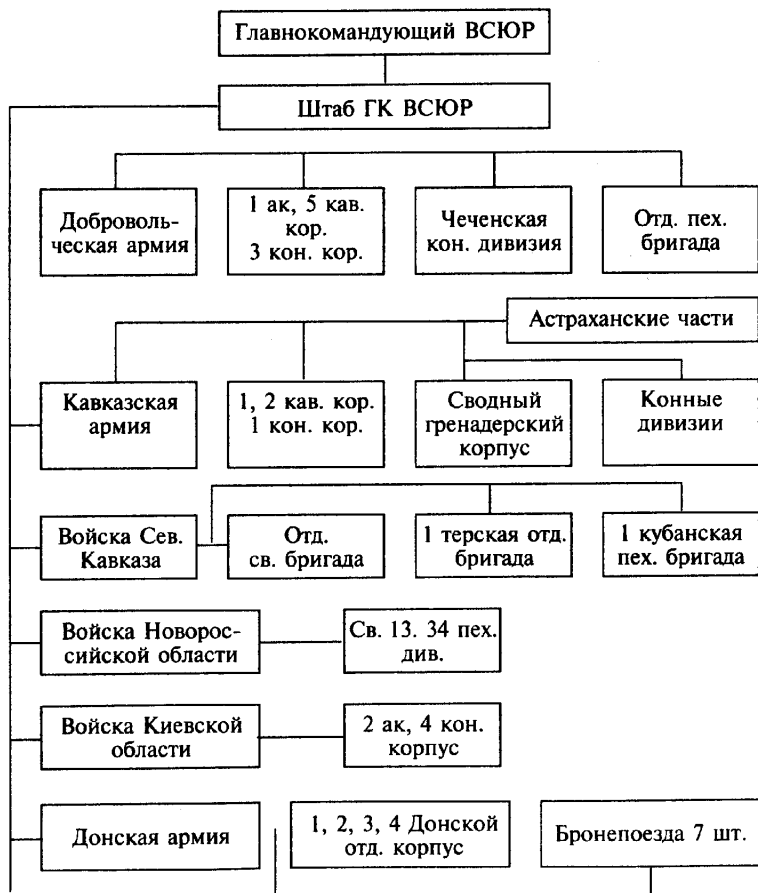 Главнокомандующий ВСЮР
Штаб ГК ВСЮР
Доброволь-
ческая армия
1 ак, 5 кав.
кор.
3 кон. кор.
Чеченская
кон. дивизия
Отд. пех.
бригада
Астраханские части
Кавказская
армия
1, 2 кав. кор.
1 кон. кор.
Сводный
гренадерский
корпус
Конные
дивизии
Войска Сев.
Кавказа
Отд.
св. бригада
1 терская отд.
бригада
1 кубанская
пех. бригада
Войска Новорос-
сийской области
Св. 13. 34 пех.
див.
Войска Киевской
области
2 ак, 4 кон.
корпус
Донская армия
1, 2, 3, 4 Донской
отд. корпус
Бронепоезда 7 шт.